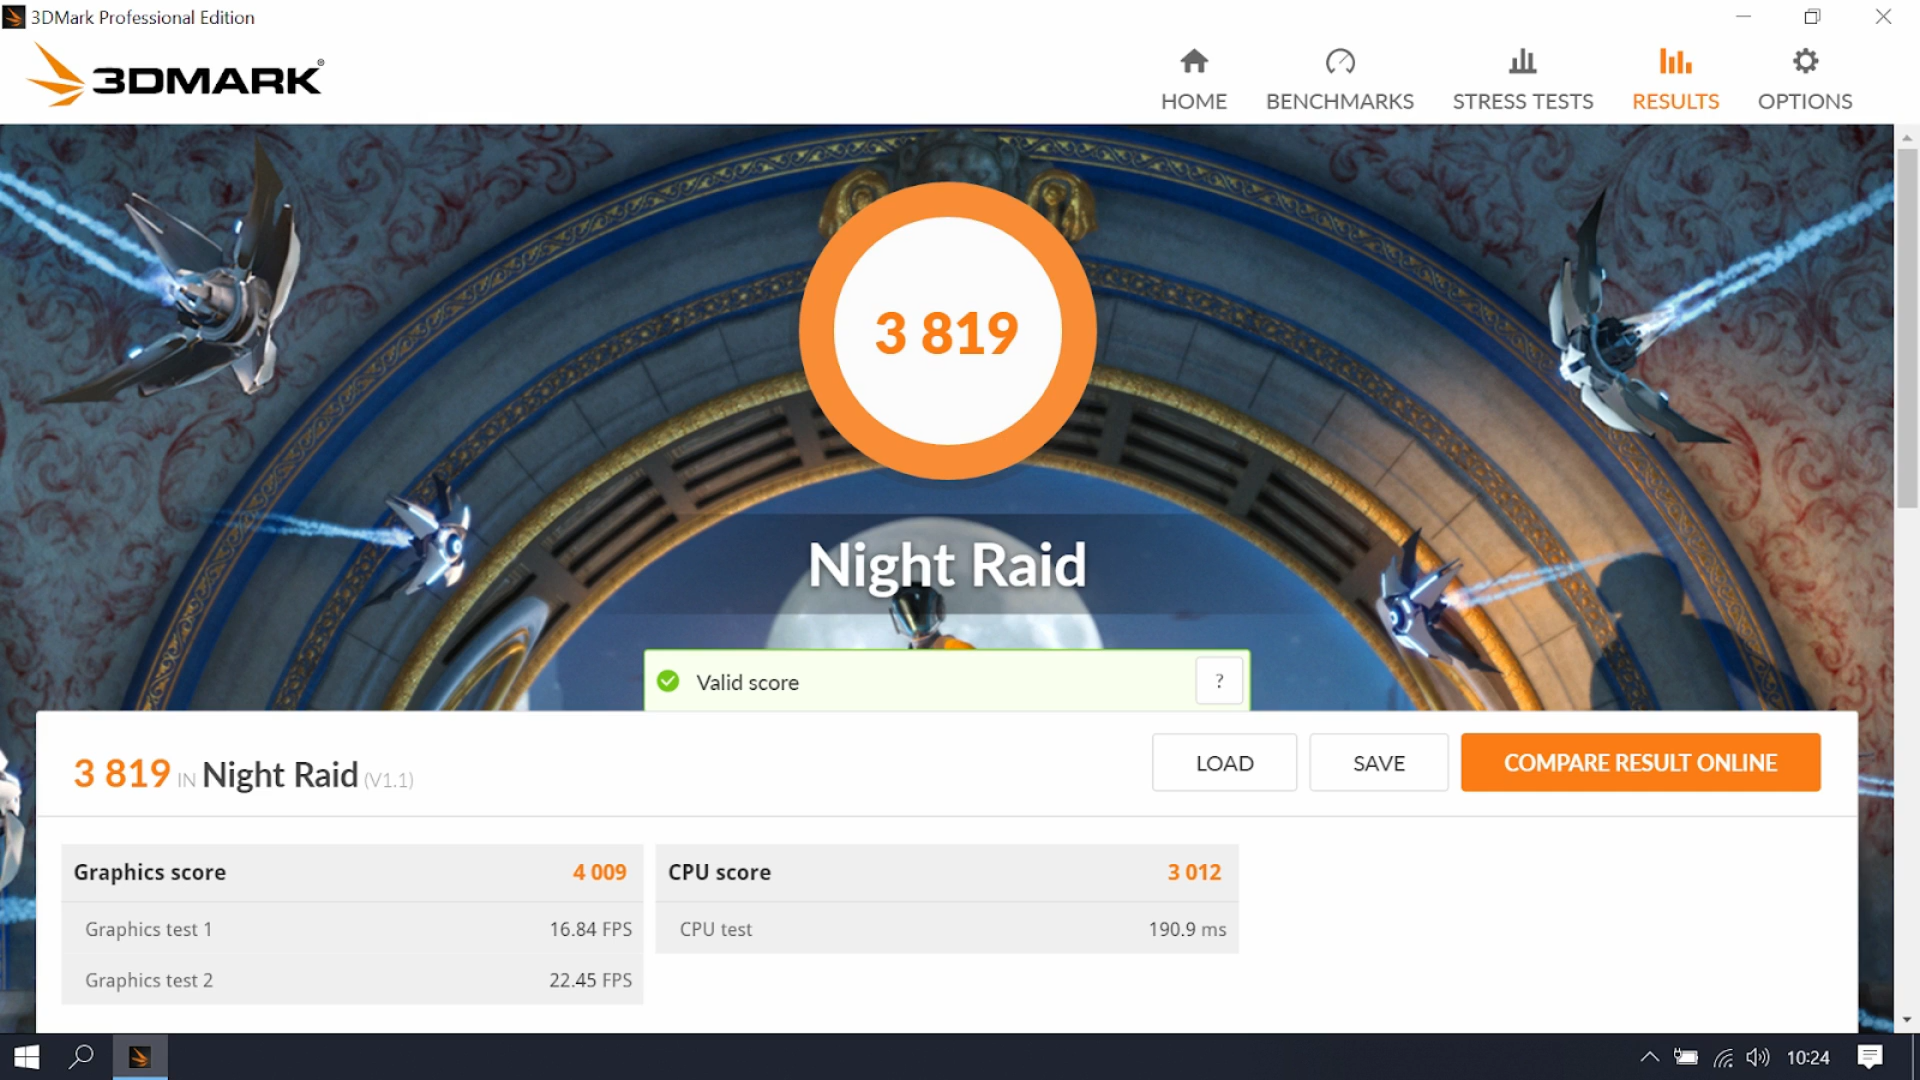 3DMark Professional Edition
3DMARK®
HOME
BENCHMARKS
STRESS TESTS
RESULTS
OPTIONS
3 819
Night Raid
Valid score
?
3 819 IN Night Raid (V1.1)
LOAD
SAVE
COMPARE RESULT ONLINE
Graphics score 4 009
Graphics test 1 16.84 FPS
Graphics test 2 22.45 FPS
CPU score 3 012
CPU test 190.9 ms
10:24